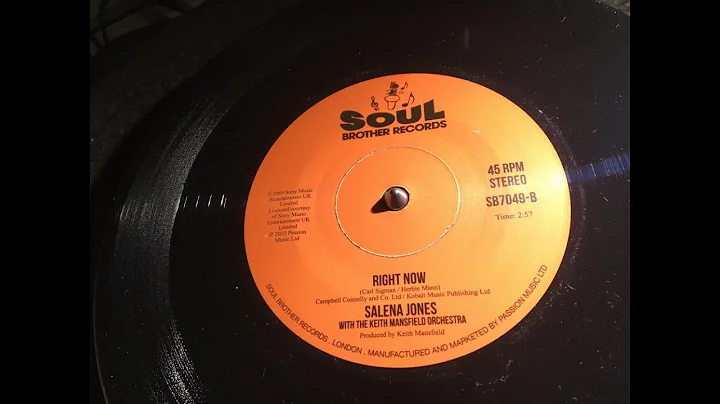 SOUL
BROTHER RECORDS
45 RPM
STEREO
SB7049-B
Time: 2:57
℗ 1969 Sony Music
Entertainment UK
Limited
Licensed courtesy
of Sony Music
Entertainment UK
Limited
© 2023 Passion
Music Ltd
RIGHT NOW
(Carl Sigman / Herbie Mann)
Campbell Connelly and Co. Ltd / Kobalt Music Publishing Ltd
SALENA JONES
WITH THE KEITH MANSFIELD ORCHESTRA
Produced by Keith Mansfield
SOUL BROTHER RECORDS . LONDON . MANUFACTURED AND MARKETED BY PASSION MUSIC LTD